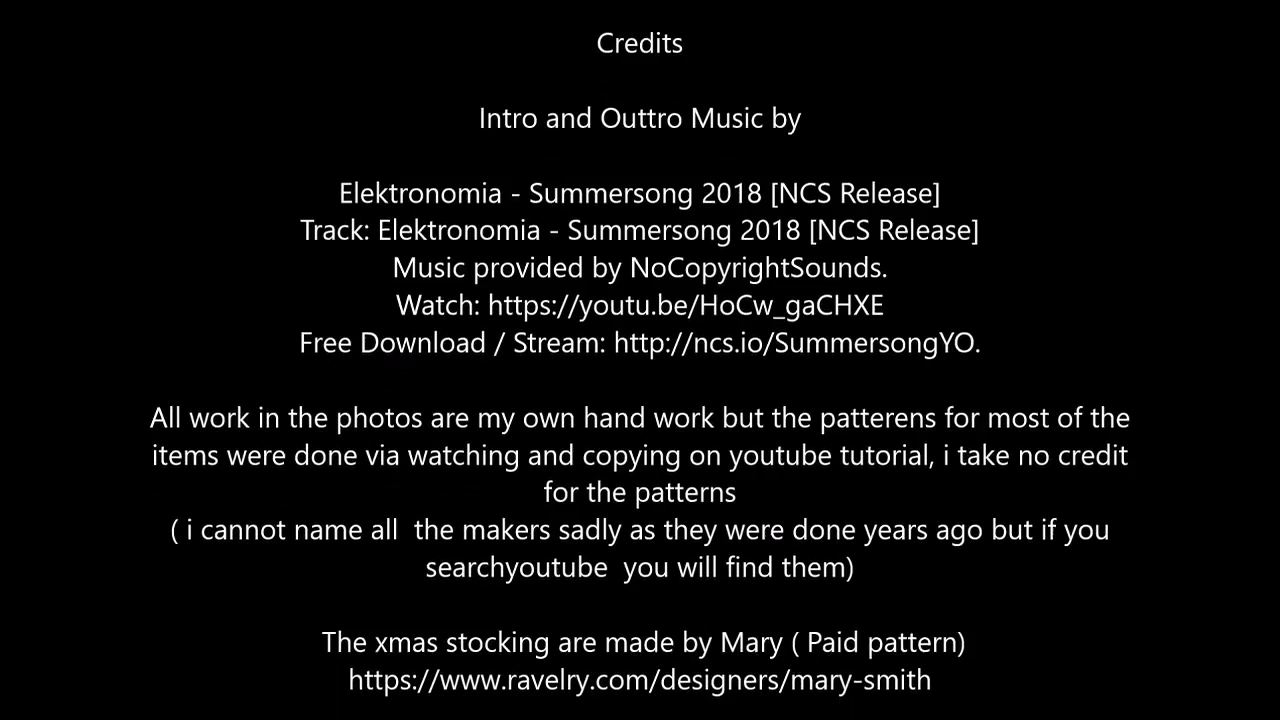 Credits
Intro and Outtro Music by
Elektronomia - Summersong 2018 [NCS Release]
Track: Elektronomia - Summersong 2018 [NCS Release]
Music provided by NoCopyrightSounds.
Watch: https://youtu.be/HoCw_gaCHXE
Free Download / Stream: http://ncs.io/SummersongYO.
All work in the photos are my own hand work but the patterens for most of the
items were done via watching and copying on youtube tutorial, i take no credit
for the patterns
( i cannot name all  the makers sadly as they were done years ago but if you
searchyoutube  you will find them)
The xmas stocking are made by Mary ( Paid pattern)
https://www.ravelry.com/designers/mary-smith